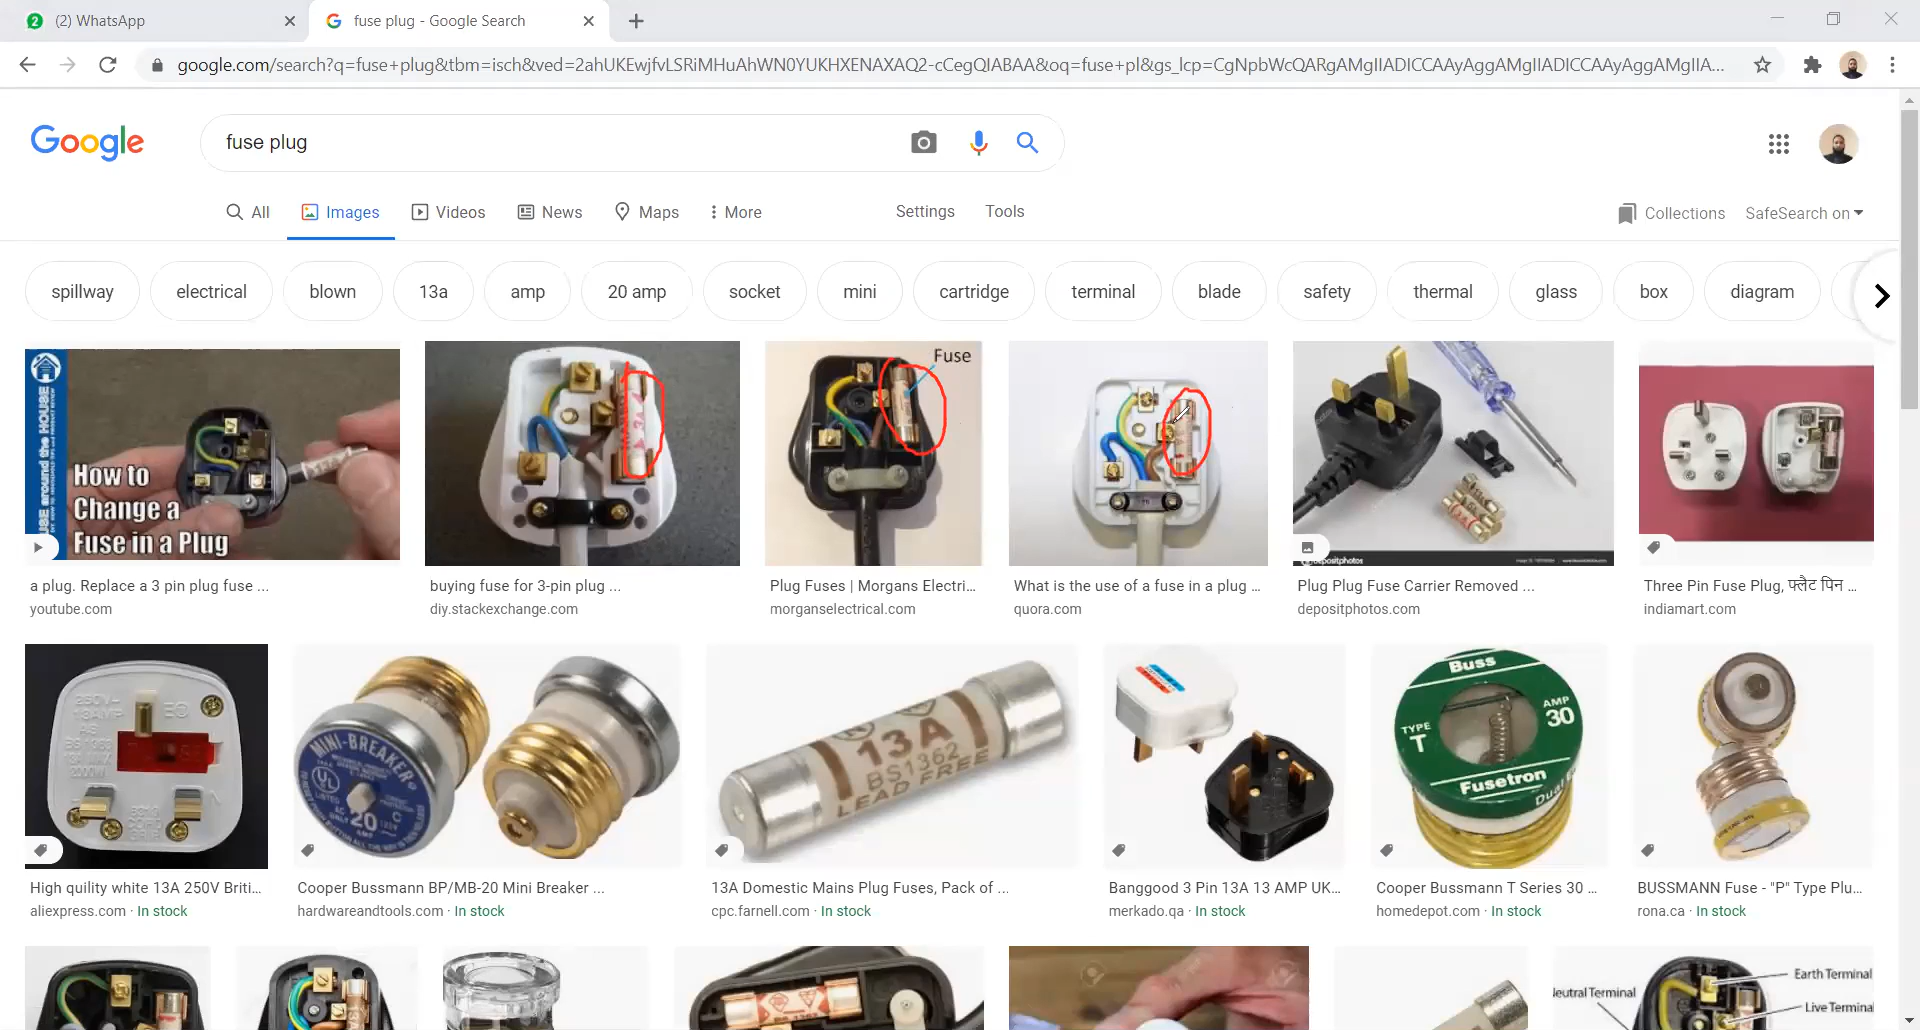 (2) WhatsApp
fuse plug - Google Search
google.com/search?q=fuse+plug&tbm=isch&ved=2ahUKEwjfvLSRiMHuAhWN0YUKHXENAXAQ2-cCegQIABAA&oq=fuse+pl&gs_lcp=CgNpbWcQARgAMgIIADICCAAyAggAMgIIADICCAAyAggAMgIIA...
Google
fuse plug
All Images Videos News Maps More Settings Tools
Collections SafeSearch on
spillway electrical blown 13a amp 20 amp socket mini cartridge terminal blade safety thermal glass box diagram
USE around the HOUSE
How to
Change a
Fuse in a Plug
Fuse
depositphotos
a plug. Replace a 3 pin plug fuse ...
youtube.com
buying fuse for 3-pin plug ...
diy.stackexchange.com
Plug Fuses | Morgans Electri...
morganselectrical.com
What is the use of a fuse in a plug ...
quora.com
Plug Plug Fuse Carrier Removed ...
depositphotos.com
Three Pin Fuse Plug, फ्लैट पिन ...
indiamart.com
MINI-BREAKER
20
AMP
13A
BS1362
LEAD FREE
Buss
TYPE
T
AMP
30
Fusetron
High quility white 13A 250V Briti...
aliexpress.com · In stock
Cooper Bussmann BP/MB-20 Mini Breaker ...
hardwareandtools.com · In stock
13A Domestic Mains Plug Fuses, Pack of ...
cpc.farnell.com · In stock
Banggood 3 Pin 13A 13 AMP UK...
merkado.qa · In stock
Cooper Bussmann T Series 30 ...
homedepot.com · In stock
BUSSMANN Fuse - "P" Type Plu...
rona.ca · In stock
Earth Terminal
Neutral Terminal
Live Termina